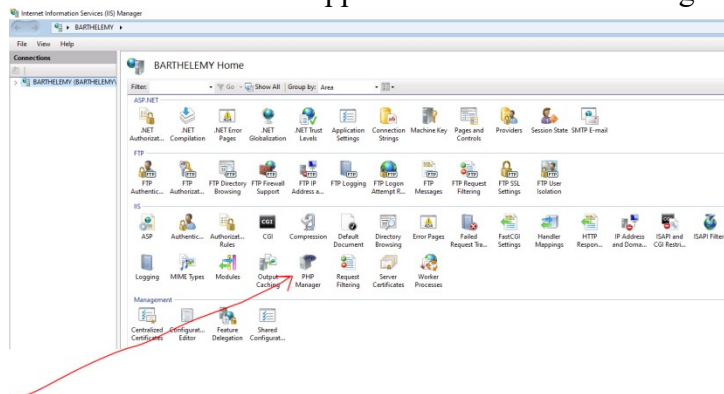 Internet Information Services (IIS) Manager
BARTHELEMY
File View Help
Connections
BARTHELEMY (BARTHELEMY\
BARTHELEMY Home
Filter: Go Show All Group by: Area
ASP.NET
.NET Authorizat... .NET Compilation .NET Error Pages .NET Globalization .NET Trust Levels Application Settings Connection Strings Machine Key Pages and Controls Providers Session State SMTP E-mail
FTP
FTP Authentic... FTP Authorizat... FTP Directory Browsing FTP Firewall Support FTP IP Address a... FTP Logging FTP Logon Attempt R... FTP Messages FTP Request Filtering FTP SSL Settings FTP User Isolation
IIS
ASP Authentic... Authorizat... Rules CGI Compression Default Document Directory Browsing Error Pages Failed Request Tra... FastCGI Settings Handler Mappings HTTP Respon... IP Address and Doma... ISAPI and CGI Restri... ISAPI Filter
Logging MIME Types Modules Output Caching PHP Manager Request Filtering Server Certificates Worker Processes
Management
Centralized Certificates Configurat... Editor Feature Delegation Shared Configurat...